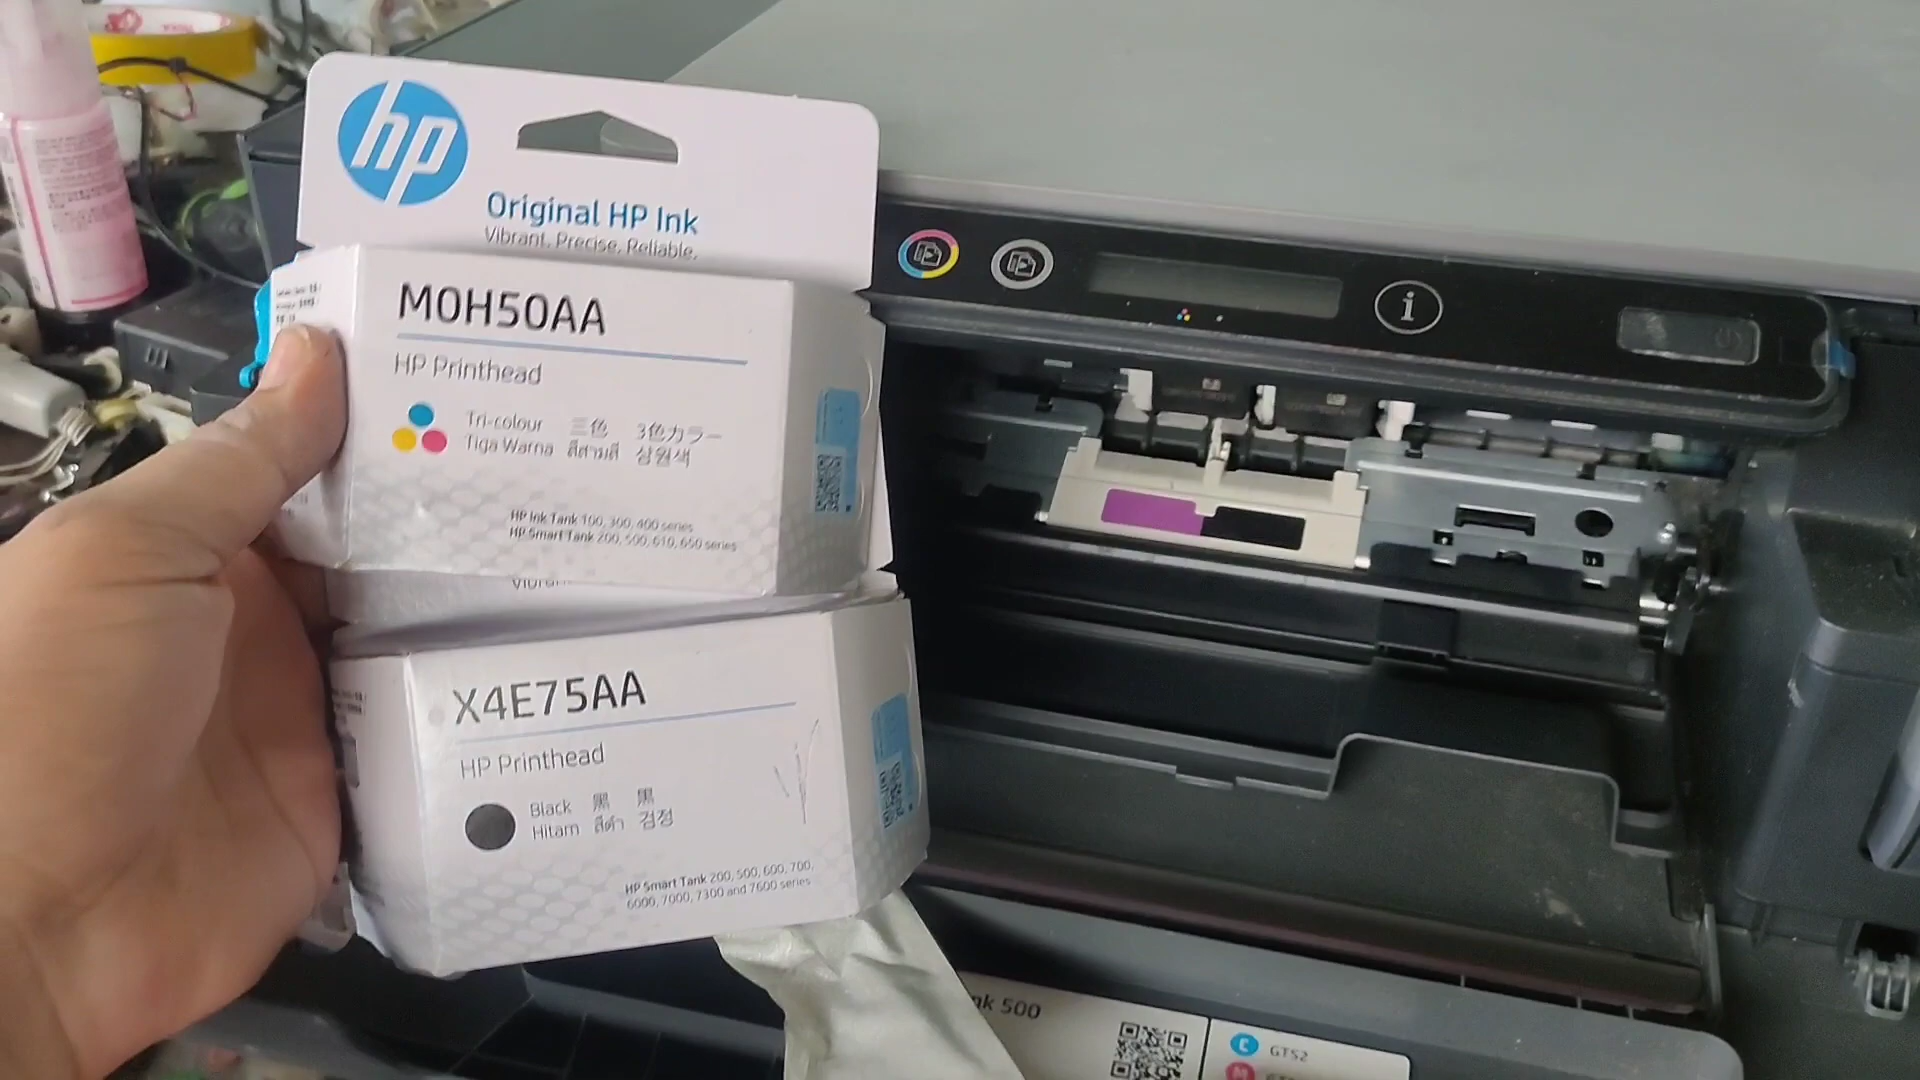 hp
Original HP Ink
Vibrant. Precise. Reliable.
M0H50AA
HP Printhead
Tri-colour 三色 3色カラー
Tiga Warna สีสามสี 삼원색
HP Ink Tank 100, 300, 400 series
HP Smart Tank 200, 500, 610, 650 series
X4E75AA
HP Printhead
Black 黑 黒
Hitam สีดำ 검정
HP Smart Tank 200, 500, 600, 700,
6000, 7000, 7300 and 7600 series
i
nk 500
C GT52
M